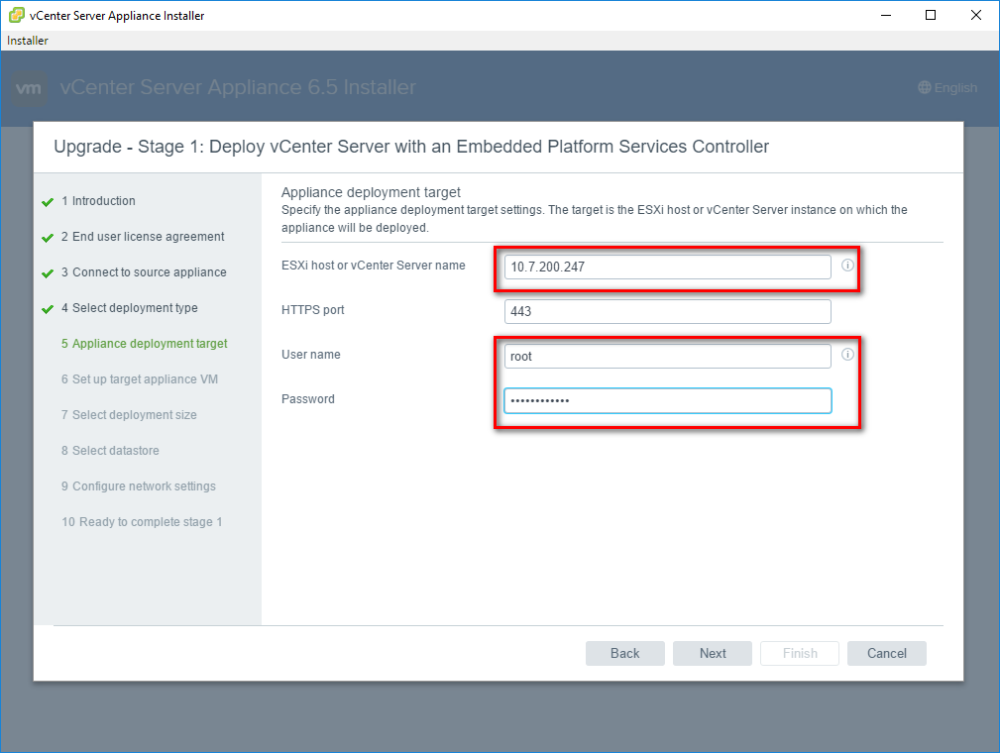 vCenter Server Appliance Installer
Installer
vm vCenter Server Appliance 6.5 Installer English
Upgrade - Stage 1: Deploy vCenter Server with an Embedded Platform Services Controller
1 Introduction
2 End user license agreement
3 Connect to source appliance
4 Select deployment type
5 Appliance deployment target
6 Set up target appliance VM
7 Select deployment size
8 Select datastore
9 Configure network settings
10 Ready to complete stage 1
Appliance deployment target
Specify the appliance deployment target settings. The target is the ESXi host or vCenter Server instance on which the
appliance will be deployed.
ESXi host or vCenter Server name 10.7.200.247
HTTPS port 443
User name root
Password ••••••••••••
Back Next Finish Cancel